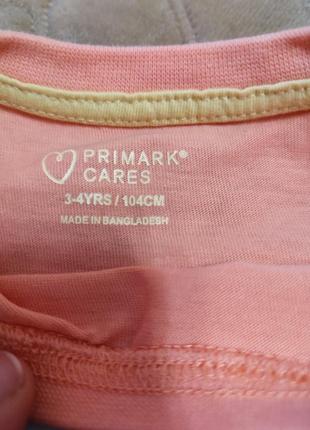 PRIMARK®
CARES
3-4YRS / 104CM
MADE IN BANGLADESH